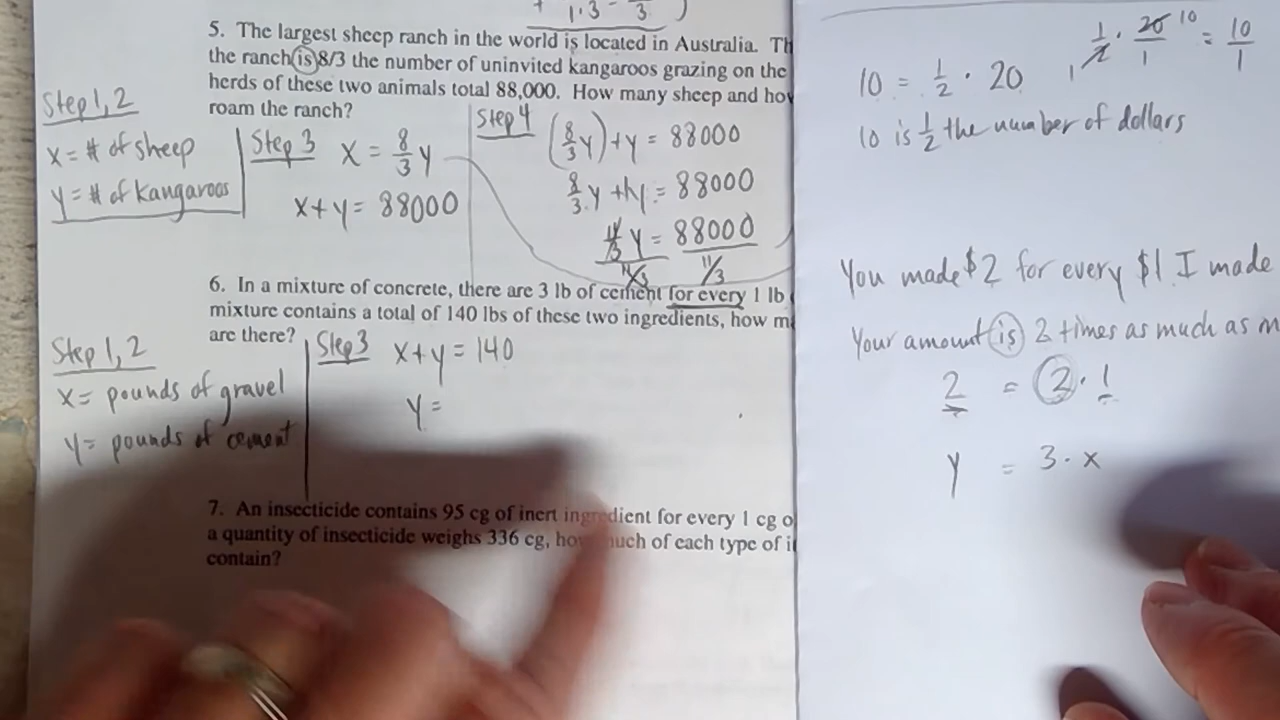 1·3 3
5. The largest sheep ranch in the world is located in Australia. Th
the ranch is 8/3 the number of uninvited kangaroos grazing on the
herds of these two animals total 88,000. How many sheep and how
roam the ranch?
Step 1, 2
x = # of sheep
y = # of kangaroos
Step 3 x = 8/3 y
x + y = 88000
Step 4 (8/3 y) + y = 88000
8/3 y + 1y = 88000
11/3 y = 88000
11/3 11/3
6. In a mixture of concrete, there are 3 lb of cement for every 1 lb
mixture contains a total of 140 lbs of these two ingredients, how m
are there?
Step 1, 2
x = pounds of gravel
y = pounds of cement
Step 3 x + y = 140
y =
7. An insecticide contains 95 cg of inert ingredient for every 1 cg o
a quantity of insecticide weighs 336 cg, how much of each type of i
contain?
1/2 · 20/1 = 10/1
1 10
10 = 1/2 · 20
10 is 1/2 the number of dollars
You made $2 for every $1 I made
Your amount is 2 times as much as m
2 = 2 · 1
y = 3 · x